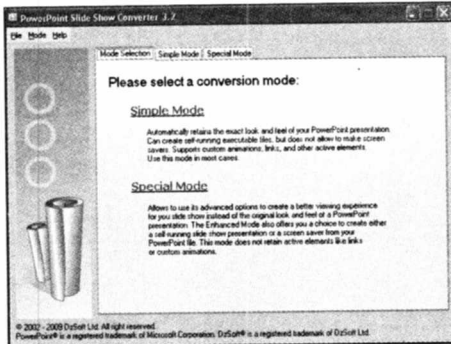 PowerPoint Slide Show Converter 3.2
File Mode Help
Mode Selection Simple Mode Special Mode
Please select a conversion mode:
Simple Mode
Automatically retains the exact look and feel of your PowerPoint presentation.
Can create self-running executable files, but does not allow to make screen
savers. Supports custom animations, links, and other active elements.
Use this mode in most cases.
Special Mode
Allows to use its advanced options to create a better viewing experience
for you slide show instead of the original look and feel of a PowerPoint
presentation. The Enhanced Mode also offers you a choice to create either
a self running slide show presentation or a screen saver from your
PowerPoint file. This mode does not retain active elements like links
or custom animations.
© 2002 - 2009 DzSoft Ltd. All right reserved.
PowerPoint® is a registered trademark of Microsoft Corporation. DzSoft® is a registered trademark of DzSoft Ltd.